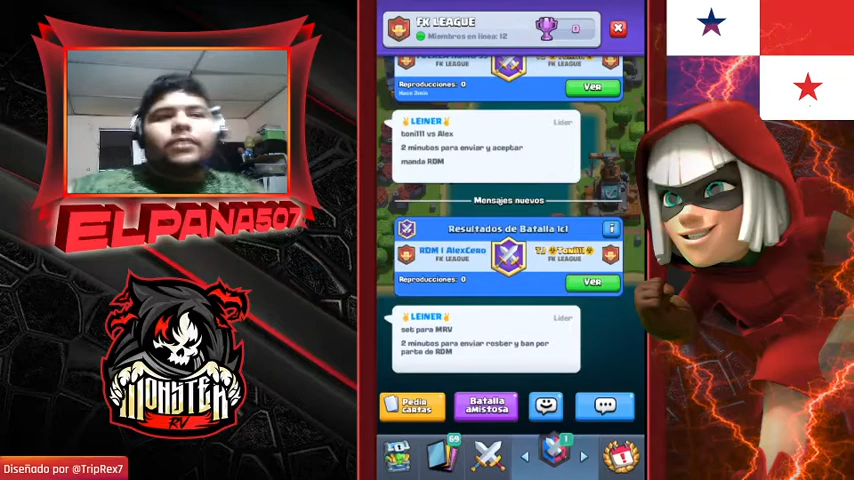 FK LEAGUE
Miembros en línea: 12
FK LEAGUE
FK LEAGUE
Reproducciones: 0
Hace 3min
Ver
LEINER
Líder
toni111 vs Alex
2 minutos para enviar y aceptar
manda RDM
Mensajes nuevos
Resultados de Batalla 1c1
RDM | AlexCero
FK LEAGUE
FK LEAGUE
Reproducciones: 0
Ver
LEINER
Líder
set para MRV
2 minutos para enviar roster y ban por
parte de RDM
Pedir
cartas
Batalla
amistosa
69
1
ELPANA507
MONSTER
RV
Diseñado por @TripRex7